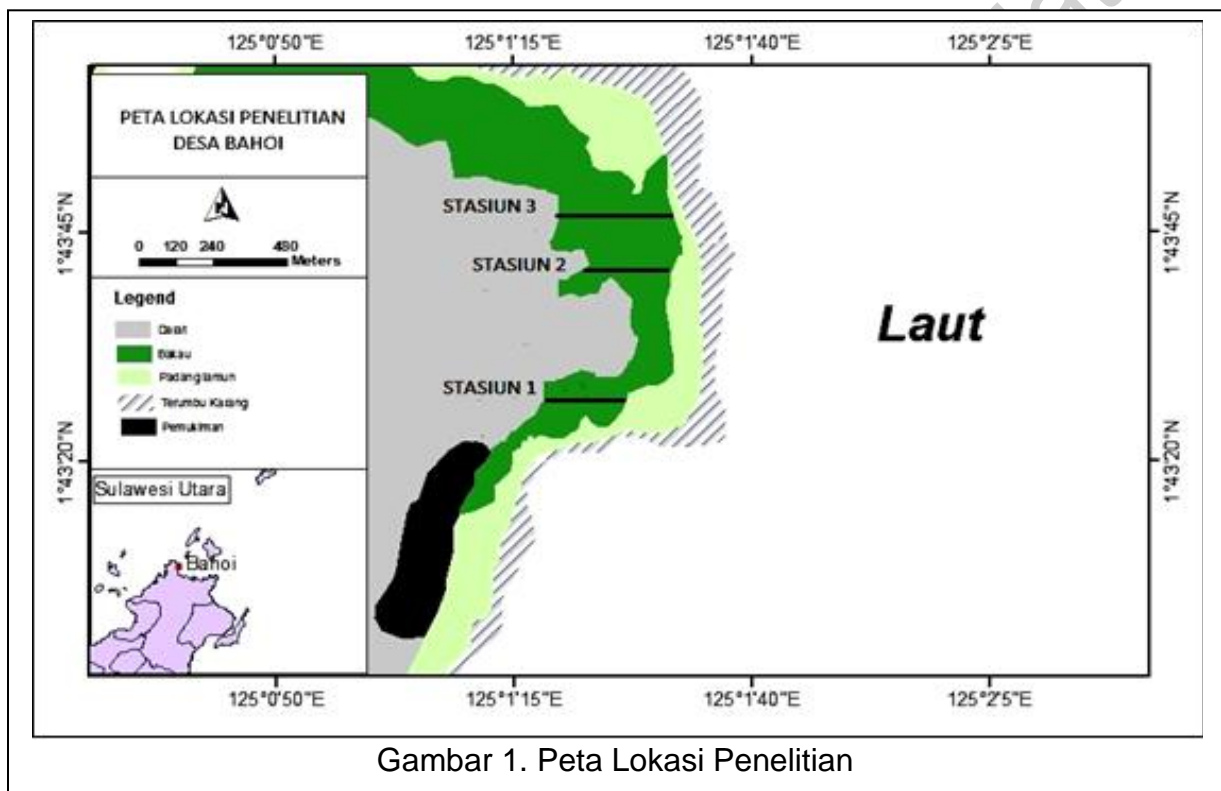 125°0'50"E 125°1'15"E 125°1'40"E 125°2'5"E
PETA LOKASI PENELITIAN
DESA BAHOI
0 120 240 480
Meters
Legend
Darat
Bakau
Padang lamun
Terumbu Karang
Pemukiman
Sulawesi Utara
Bahoi
1°43'45"N
1°43'20"N
STASIUN 3
STASIUN 2
STASIUN 1
Laut
1°43'45"N
1°43'20"N
125°0'50"E 125°1'15"E 125°1'40"E 125°2'5"E
Gambar 1. Peta Lokasi Penelitian